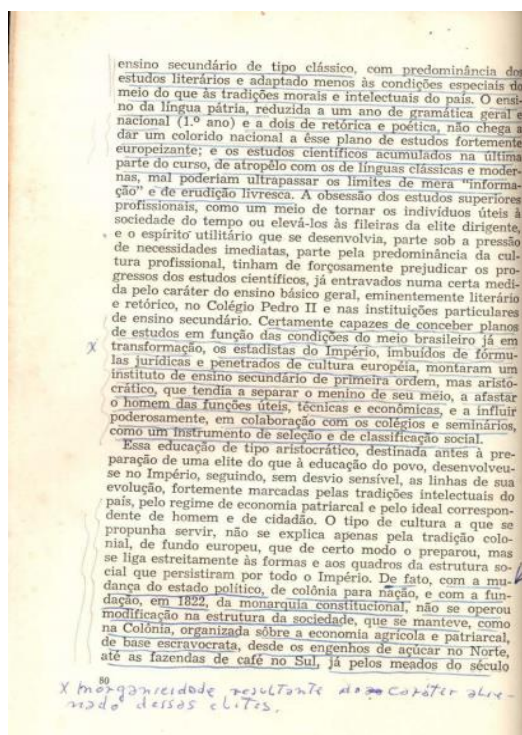 ensino secundário de tipo clássico, com predominância dos
estudos literários e adaptado menos às condições especiais do
meio do que às tradições morais e intelectuais do país. O ensi-
no da língua pátria, reduzida a um ano de gramática geral e
nacional (1.º ano) e a dois de retórica e poética, não chega a
dar um colorido nacional a êsse plano de estudos fortemente
europeizante; e os estudos científicos acumulados na última
parte do curso, de atropêlo com os de línguas clássicas e moder-
nas, mal poderiam ultrapassar os limites de mera "informa-
ção" e de erudição livresca. A obsessão dos estudos superiores
profissionais, como um meio de tornar os indivíduos úteis à
sociedade do tempo ou elevá-los às fileiras da elite dirigente,
e o espírito utilitário que se desenvolvia, parte sob a pressão
de necessidades imediatas, parte pela predominância da cul-
tura profissional, tinham de forçosamente prejudicar os pro-
gressos dos estudos científicos, já entravados numa certa medi-
da pelo caráter do ensino básico geral, eminentemente literário
e retórico, no Colégio Pedro II e nas instituições particulares
de ensino secundário. Certamente capazes de conceber planos
de estudos em função das condições do meio brasileiro já em
X transformação, os estadistas do Império, imbuídos de fórmu-
las jurídicas e penetrados de cultura européia, montaram um
instituto de ensino secundário de primeira ordem, mas aristo-
crático, que tendia a separar o menino de seu meio, a afastar
o homem das funções úteis, técnicas e econômicas, e a influir
poderosamente, em colaboração com os colégios e seminários,
como um instrumento de seleção e de classificação social.
Essa educação de tipo aristocrático, destinada antes à pre-
paração de uma elite do que à educação do povo, desenvolveu-
se no Império, seguindo, sem desvio sensível, as linhas de sua
evolução, fortemente marcadas pelas tradições intelectuais do
país, pelo regime de economia patriarcal e pelo ideal correspon-
dente de homem e de cidadão. O tipo de cultura a que se
propunha servir, não se explica apenas pela tradição colo-
nial, de fundo europeu, que de certo modo o preparou, mas
se liga estreitamente às formas e aos quadros da estrutura so-
cial que persistiram por todo o Império. De fato, com a mu-
dança do estado político, de colônia para nação, e com a fun-
dação, em 1822, da monarquia constitucional, não se operou
modificação na estrutura da sociedade, que se manteve, como
na Colônia, organizada sôbre a economia agrícola e patriarcal,
de base escravocrata, desde os engenhos de açúcar no Norte,
até as fazendas de café no Sul, já pelos meados do século
80
X Inorganicidade resultante do caráter alie-
nado dessas elites.